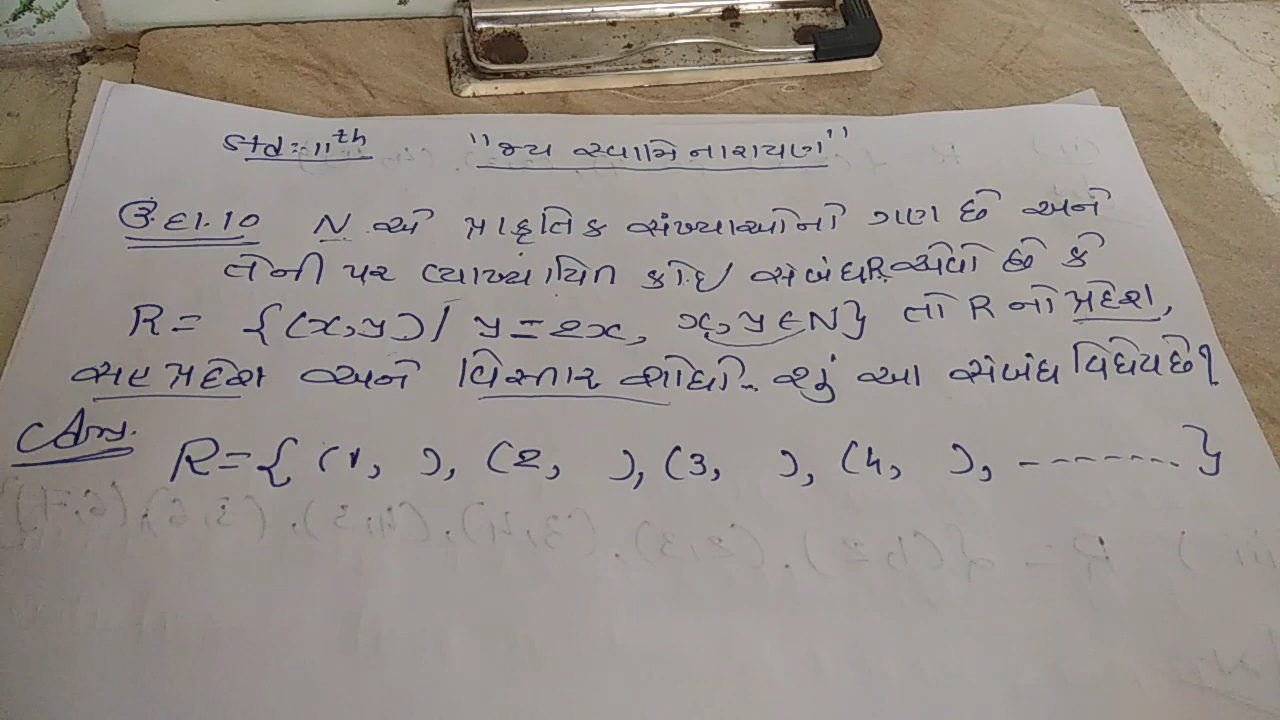 Std:-11th "જય સ્વામિનારાયણ"
ઉદા.10 N એ પ્રાકૃતિક સંખ્યાઓનો ગણ છે અને
તેની પર વ્યાખ્યાયિત કોઇ સંબંધ R એવો છે કે
R= {(x,y) / y=2x, x,y∈N} તો R નો પ્રદેશ,
સહપ્રદેશ અને વિસ્તાર શોધો. શું આ સંબંધ વિધેય છે?
Ans. R={ (1, ), (2, ), (3, ), (4, ), -------}